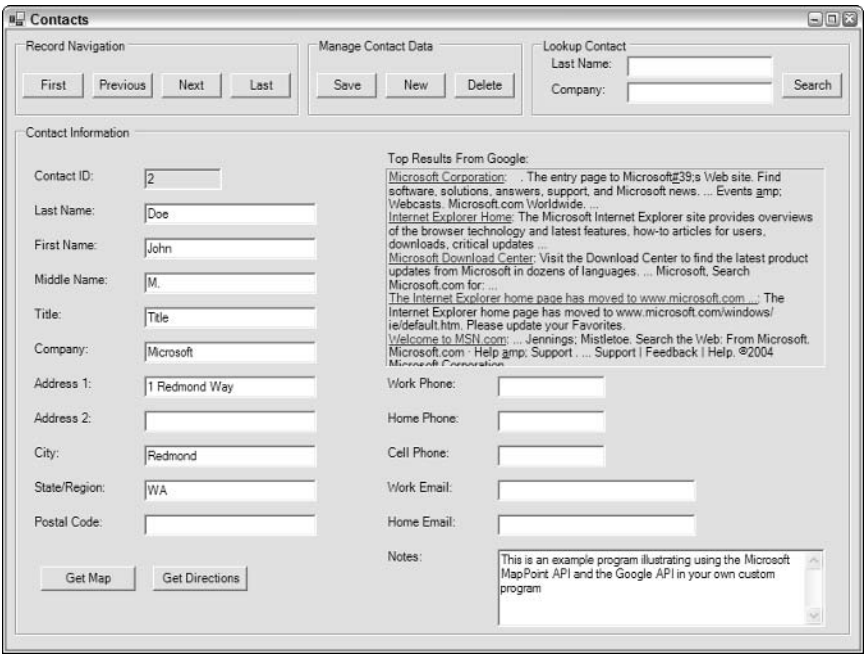 Contacts
Record Navigation
First Previous Next Last
Manage Contact Data
Save New Delete
Lookup Contact
Last Name:
Company:
Search
Contact Information
Contact ID: 2
Last Name: Doe
First Name: John
Middle Name: M.
Title: Title
Company: Microsoft
Address 1: 1 Redmond Way
Address 2:
City: Redmond
State/Region: WA
Postal Code:
Get Map Get Directions
Top Results From Google:
Microsoft Corporation: . The entry page to Microsoft#39;s Web site. Find
software, solutions, answers, support, and Microsoft news. ... Events amp;
Webcasts. Microsoft.com Worldwide. ...
Internet Explorer Home: The Microsoft Internet Explorer site provides overviews
of the browser technology and latest features, how-to articles for users,
downloads, critical updates ...
Microsoft Download Center: Visit the Download Center to find the latest product
updates from Microsoft in dozens of languages. ... Microsoft, Search
Microsoft.com for: ...
The Internet Explorer home page has moved to www.microsoft.com ...: The
Internet Explorer home page has moved to www.microsoft.com/windows/
ie/default.htm. Please update your Favorites.
Welcome to MSN.com: ... Jennings; Mistletoe. Search the Web: From Microsoft.
Microsoft.com · Help amp; Support . ... Support | Feedback | Help. ©2004
Microsoft Corporation
Work Phone:
Home Phone:
Cell Phone:
Work Email:
Home Email:
Notes:
This is an example program illustrating using the Microsoft
MapPoint API and the Google API in your own custom
program